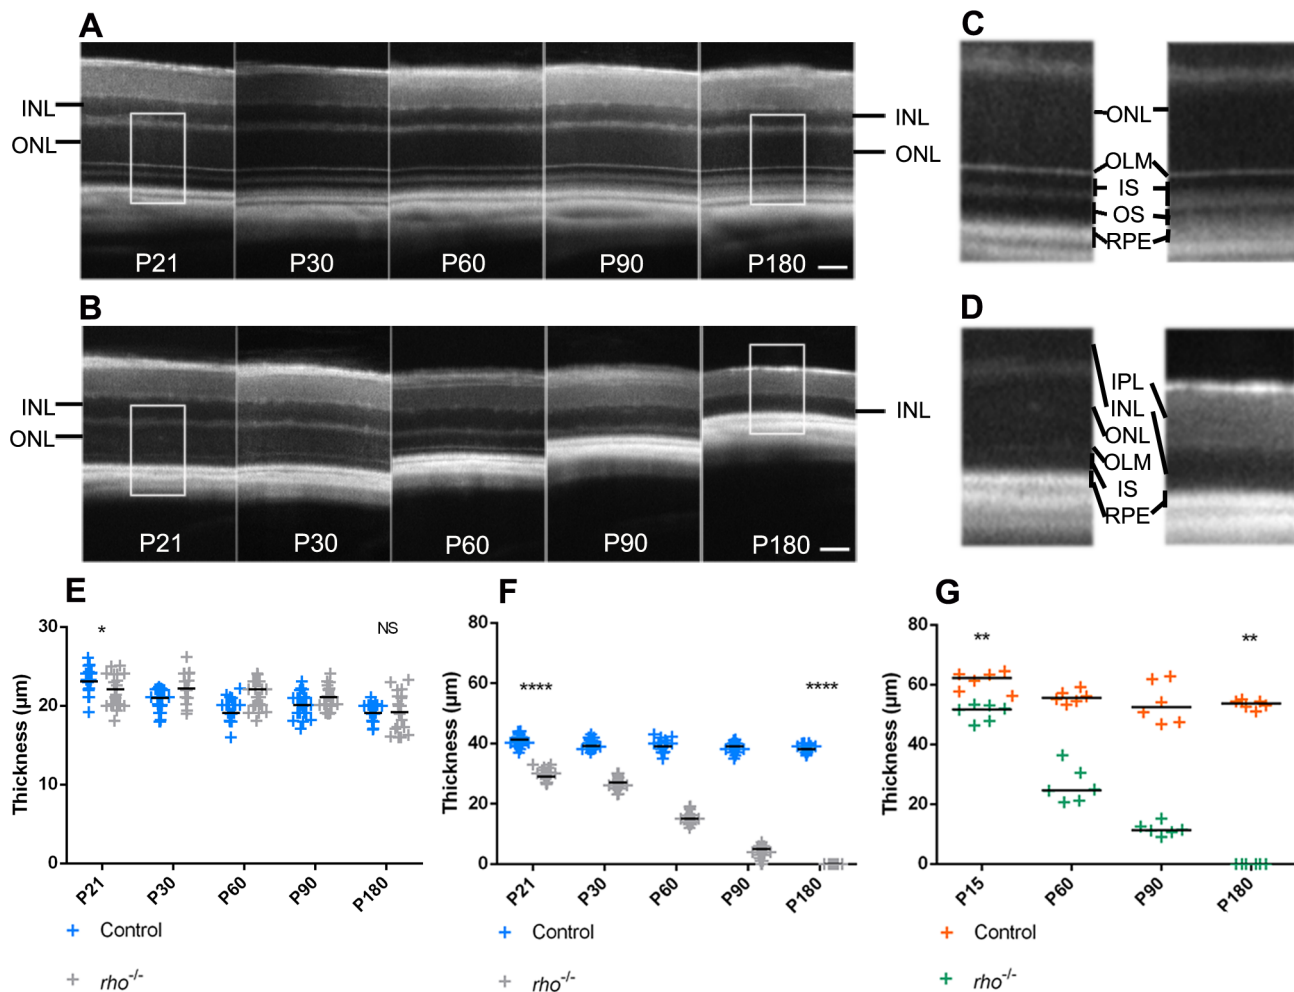 A
INL
ONL
INL
ONL
P21 P30 P60 P90 P180
C
ONL
OLM
IS
OS
RPE
B
INL
ONL
INL
P21 P30 P60 P90 P180
D
IPL
INL
ONL
OLM
IS
RPE
E
Thickness (µm)
30
20
10
0
* NS
P21 P30 P60 P90 P180
Control
rho-/-
F
Thickness (µm)
80
60
40
20
0
**** ****
P21 P30 P60 P90 P180
Control
rho-/-
G
Thickness (µm)
80
60
40
20
0
** **
P15 P60 P90 P180
Control
rho-/-